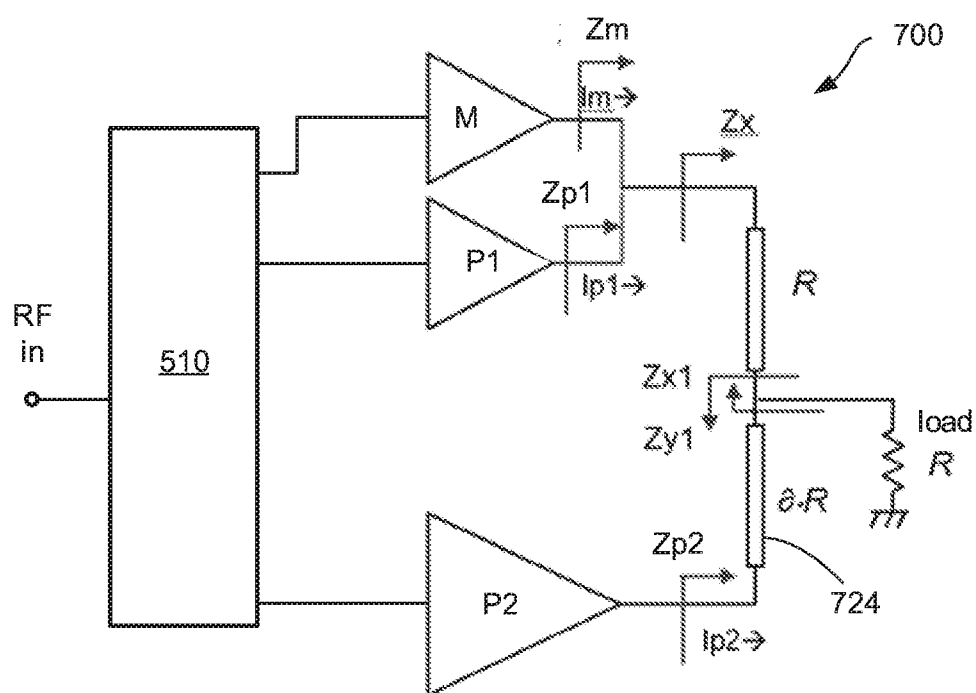 700
Zm
M
Im→
Zx
Zp1
P1
Ip1→
R
RF
in
510
Zx1
Zy1
load
R
∂·R
Zp2
724
P2
Ip2→